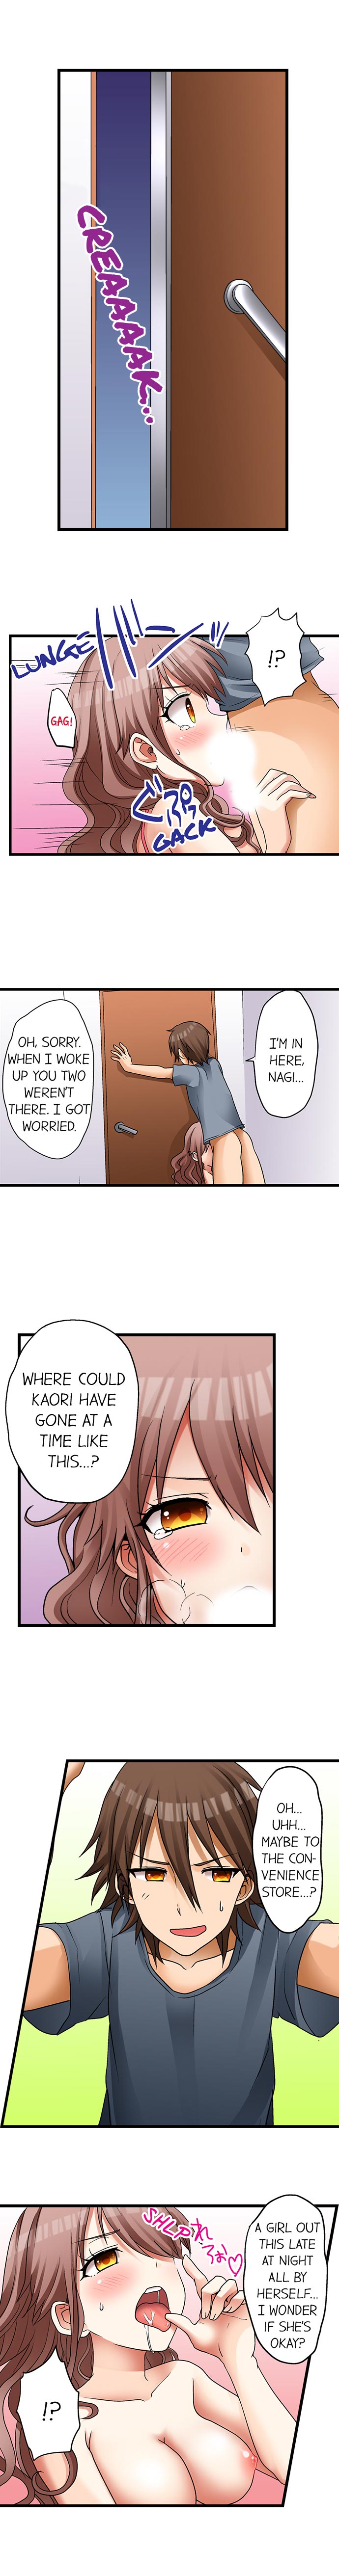 CREAAAAK...
LUNGE
!?
GAG!
GACK
I'M IN
HERE,
NAGI...
OH, SORRY.
WHEN I WOKE
UP YOU TWO
WEREN'T
THERE. I GOT
WORRIED.
WHERE COULD
KAORI HAVE
GONE AT A
TIME LIKE
THIS...?
OH...
UHH...
MAYBE TO
THE CON-
VENIENCE
STORE...?
A GIRL OUT
THIS LATE
AT NIGHT
ALL BY
HERSELF...
I WONDER
IF SHE'S
OKAY?
SHLP
!?